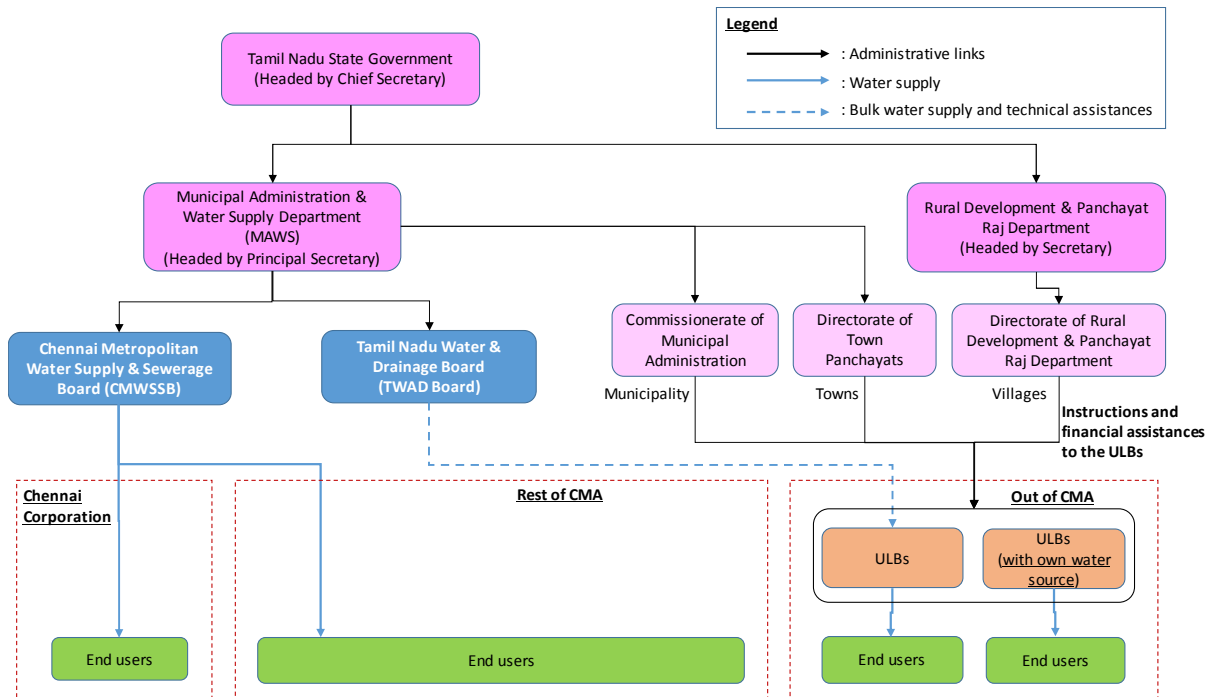 Legend
: Administrative links
: Water supply
: Bulk water supply and technical assistances
Tamil Nadu State Government
(Headed by Chief Secretary)
Municipal Administration &
Water Supply Department
(MAWS)
(Headed by Principal Secretary)
Rural Development & Panchayat
Raj Department
(Headed by Secretary)
Chennai Metropolitan
Water Supply & Sewerage
Board (CMWSSB)
Tamil Nadu Water &
Drainage Board
(TWAD Board)
Commissionerate of
Municipal
Administration
Directorate of
Town
Panchayats
Directorate of Rural
Development & Panchayat
Raj Department
Municipality
Towns
Villages
Instructions and
financial assistances
to the ULBs
Chennai
Corporation
Rest of CMA
Out of CMA
ULBs
ULBs
(with own water
source)
End users
End users
End users
End users